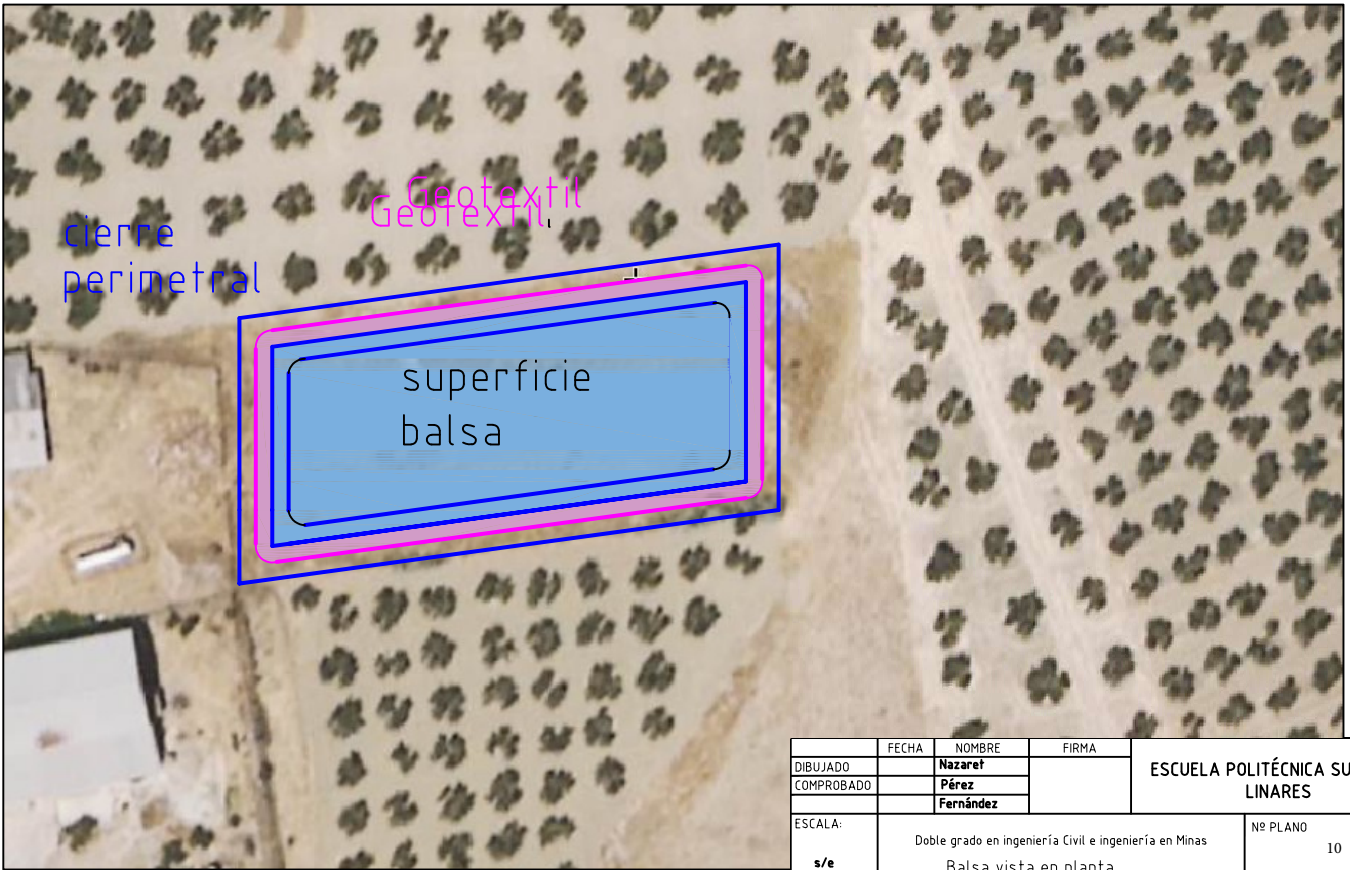 Geotextil
Geotextil
cierre
perimetral
superficie
balsa
FECHA NOMBRE FIRMA
DIBUJADO Nazaret
COMPROBADO Pérez
Fernández
ESCUELA POLITÉCNICA SU
LINARES
ESCALA:
s/e
Doble grado en ingeniería Civil e ingeniería en Minas
Balsa vista en planta
Nº PLANO
10